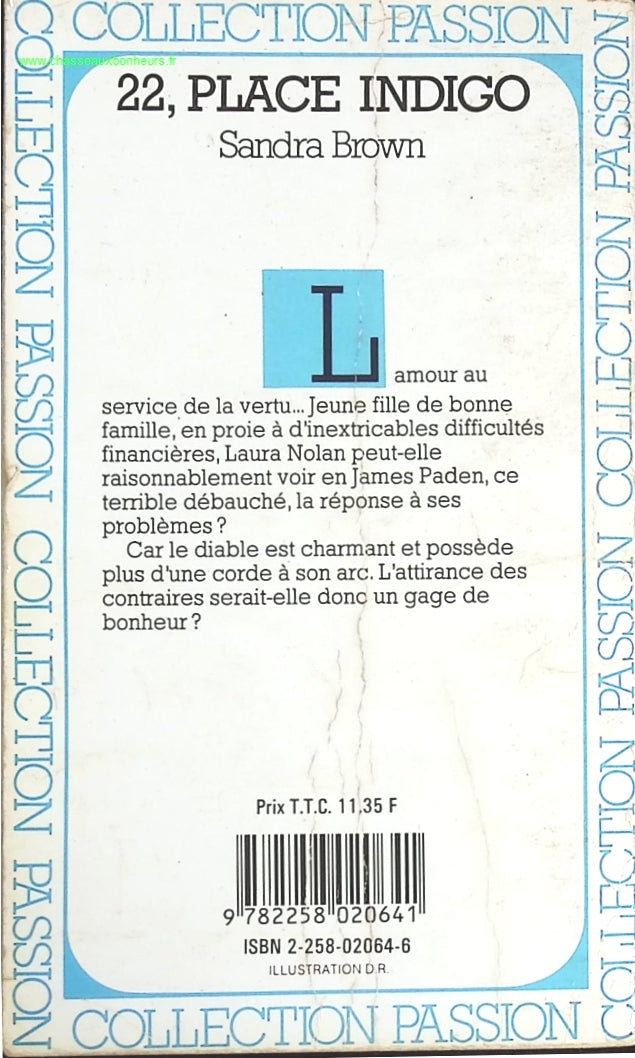 COLLECTION PASSION
www.chasseauxbonheurs.fr
22, PLACE INDIGO
Sandra Brown
L amour au
service de la vertu... Jeune fille de bonne
famille, en proie à d'inextricables difficultés
financières, Laura Nolan peut-elle
raisonnablement voir en James Paden, ce
terrible débauché, la réponse à ses
problèmes ?
Car le diable est charmant et possède
plus d'une corde à son arc. L'attirance des
contraires serait-elle donc un gage de
bonheur ?
Prix T.T.C. 11.35 F
9 782258 020641
ISBN 2-258-02064-6
ILLUSTRATION D.R.
COLLECTION PASSION
COLLECTION PASSION COLLECTION PASSION
COLLECTION PASSION COLLECTION PASSION